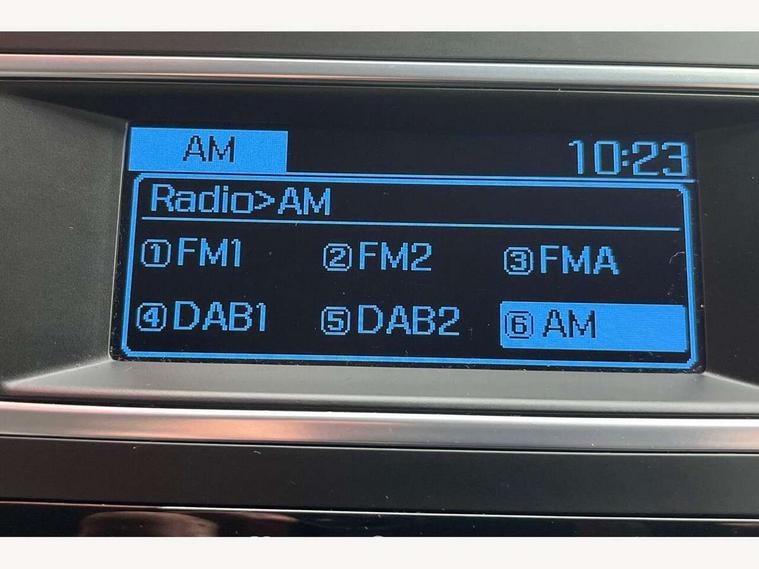 AM 10:23
Radio>AM
①FM1 ②FM2 ③FMA
④DAB1 ⑤DAB2 ⑥AM